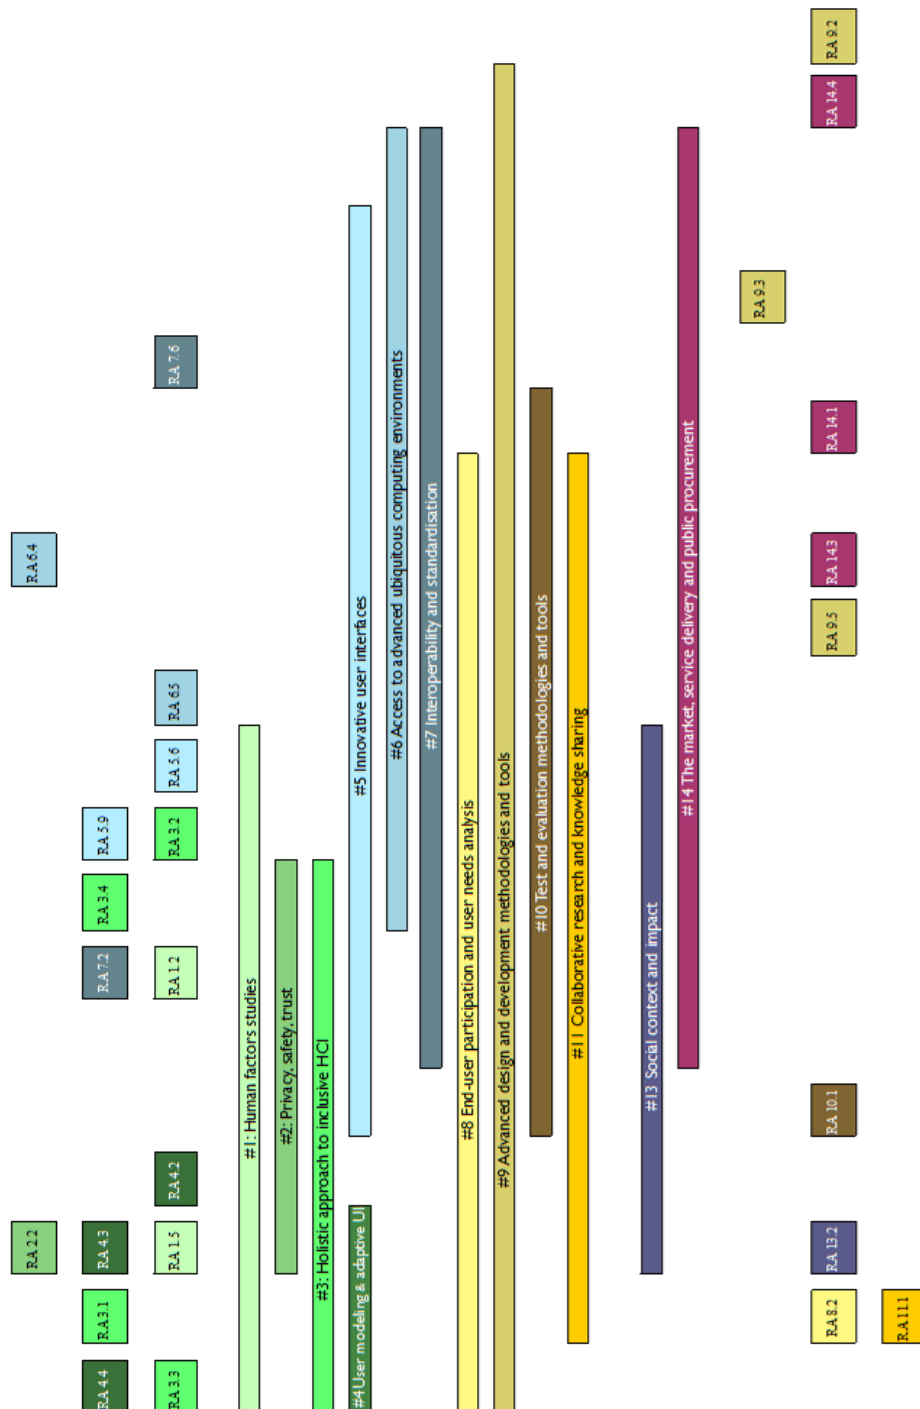 RA 2.2
RA 6.4
RA 4.4
RA 3.1
RA 4.3
RA 7.2
RA 3.4
RA 5.9
RA 3.3
RA 1.5
RA 4.2
RA 1.2
RA 3.2
RA 5.6
RA 6.5
RA 7.6
#1: Human factors studies
#2: Privacy, safety, trust
#3: Holistic approach to inclusive HCI
#4 User modeling & adaptive UI
#5 Innovative user interfaces
#6 Access to advanced ubiquitous computing environments
#7 Interoperability and standardisation
#8 End-user participation and user needs analysis
#9 Advanced design and development methodologies and tools
#10 Test and evaluation methodologies and tools
#11 Collaborative research and knowledge sharing
#13 Social context and impact
#14 The market, service delivery and public procurement
RA 9.3
RA 8.2
RA 13.2
RA 10.1
RA 9.5
RA 14.3
RA 14.1
RA 14.4
RA 9.2
RA 11.1